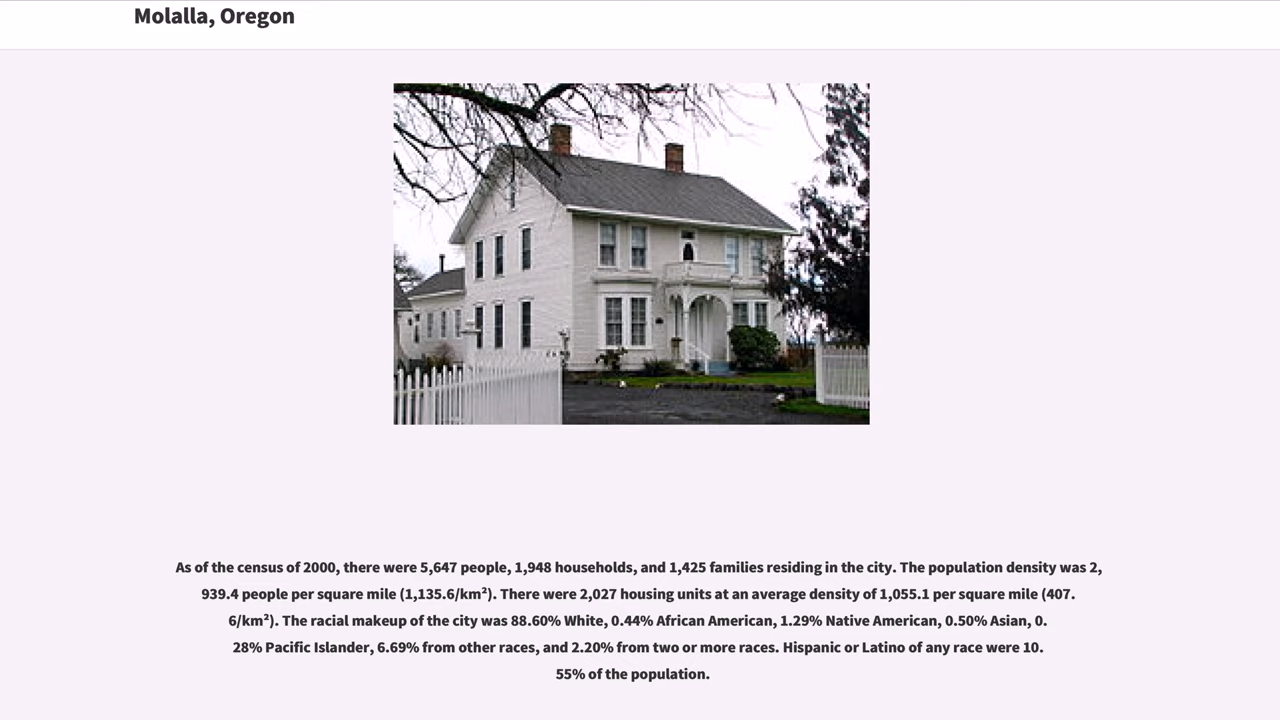 Molalla, Oregon
As of the census of 2000, there were 5,647 people, 1,948 households, and 1,425 families residing in the city. The population density was 2,
939.4 people per square mile (1,135.6/km²). There were 2,027 housing units at an average density of 1,055.1 per square mile (407.
6/km²). The racial makeup of the city was 88.60% White, 0.44% African American, 1.29% Native American, 0.50% Asian, 0.
28% Pacific Islander, 6.69% from other races, and 2.20% from two or more races. Hispanic or Latino of any race were 10.
55% of the population.